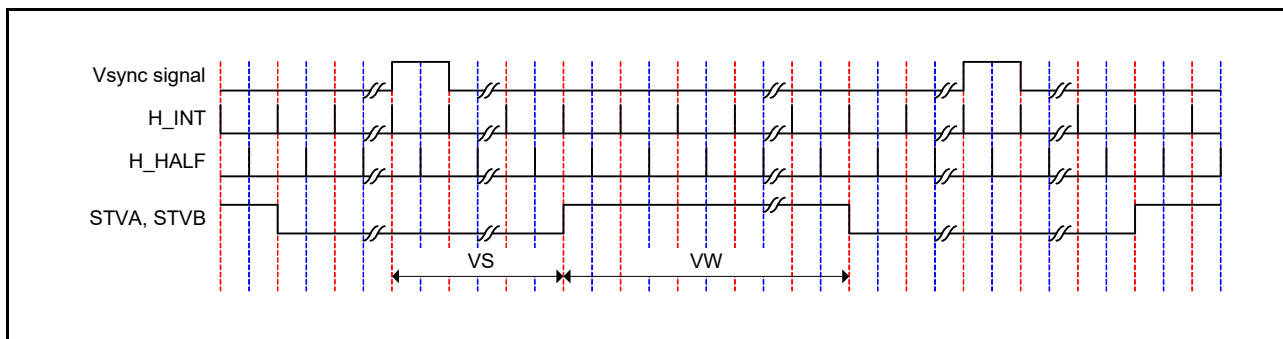 Vsync signal
H_INT
H_HALF
STVA, STVB
VS
VW